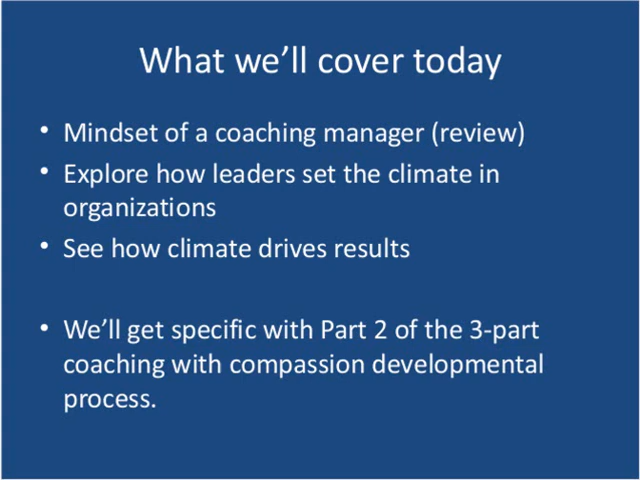 What we’ll cover today
• Mindset of a coaching manager (review)
• Explore how leaders set the climate in
organizations
• See how climate drives results
• We’ll get specific with Part 2 of the 3-part
coaching with compassion developmental
process.